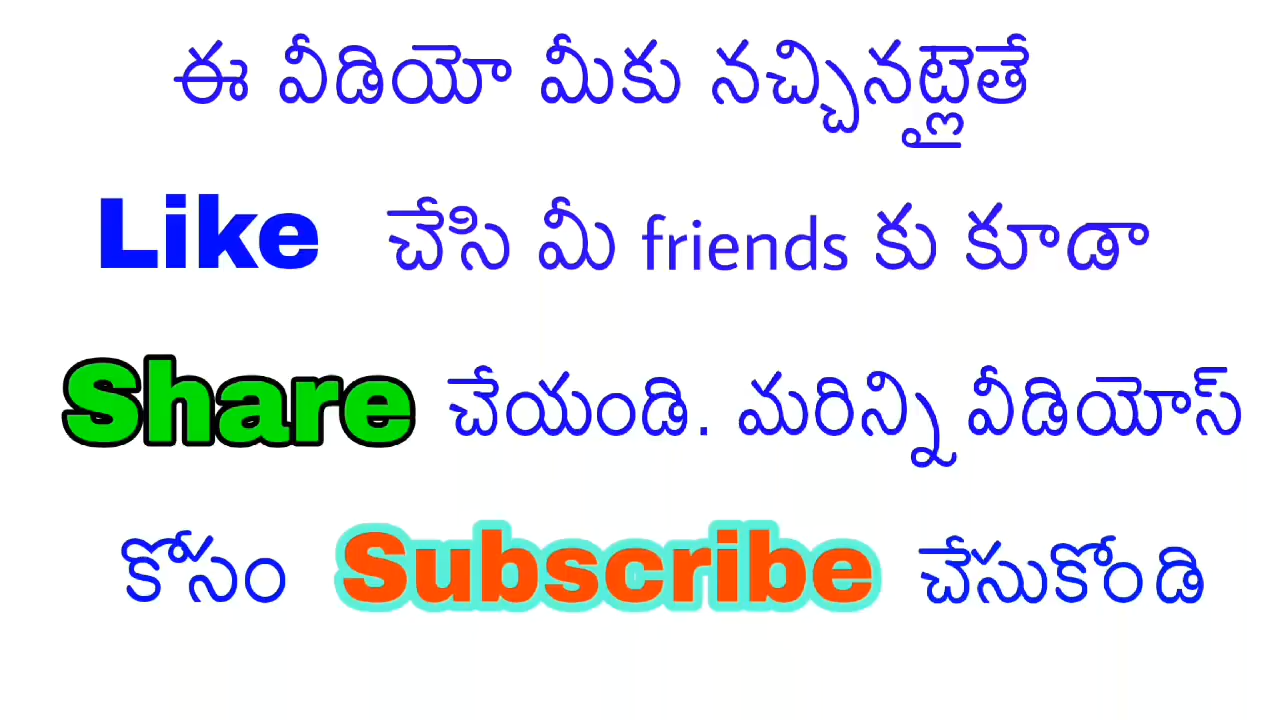 ఈ వీడియో మీకు నచ్చినట్లైతే
Like చేసి మీ friends కు కూడా
Share చేయండి. మరిన్ని వీడియోస్
కోసం Subscribe చేసుకోండి